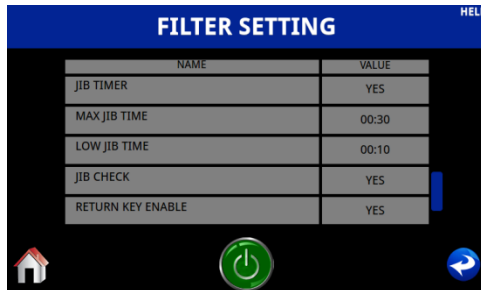 FILTER SETTING
NAME VALUE
JIB TIMER YES
MAX JIB TIME 00:30
LOW JIB TIME 00:10
JIB CHECK YES
RETURN KEY ENABLE YES